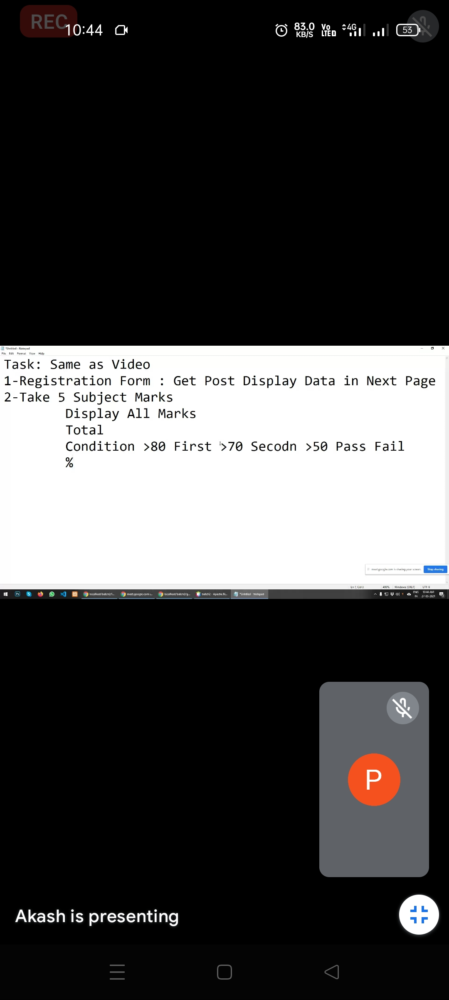 REC
10:44
83.0 KB/S
Vo LTE
4G
53
*Untitled - Notepad
File Edit Format View Help
Task: Same as Video
1-Registration Form : Get Post Display Data in Next Page
2-Take 5 Subject Marks
Display All Marks
Total
Condition >80 First >70 Secodn >50 Pass Fail
%
meet.google.com is sharing your screen. Stop sharing
Ln 7, Col 3 400% Windows (CRLF) UTF-8
localhost/batch2/l... meet.google.com i... localhost/batch2/g... batch2 - Apache N... *Untitled - Notepad
ENG IN
10:44 AM
27-05-2021
P
Akash is presenting